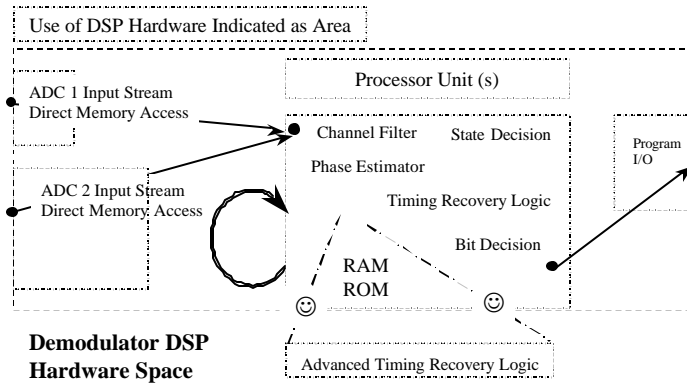 Use of DSP Hardware Indicated as Area
ADC 1 Input Stream
Direct Memory Access
Processor Unit (s)
Channel Filter
State Decision
Phase Estimator
Program
I/O
ADC 2 Input Stream
Direct Memory Access
Timing Recovery Logic
Bit Decision
RAM
ROM
Demodulator DSP
Hardware Space
Advanced Timing Recovery Logic